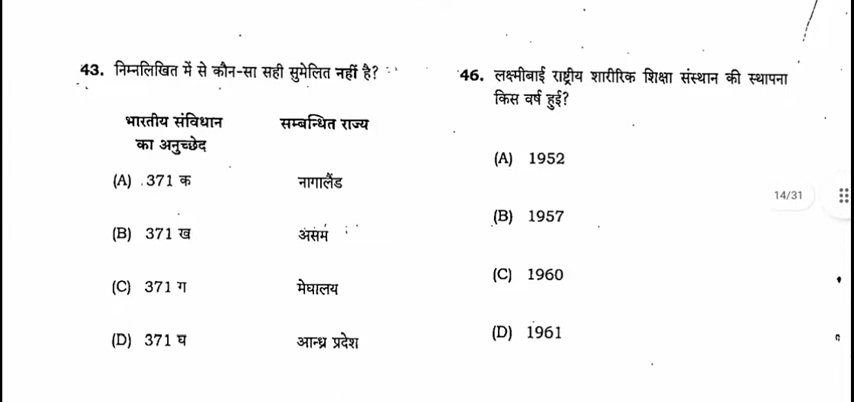 43. निम्नलिखित में से कौन-सा सही सुमेलित नहीं है?
भारतीय संविधान सम्बन्धित राज्य
का अनुच्छेद
(A) 371 क नागालैंड
(B) 371 ख असम
(C) 371 ग मेघालय
(D) 371 घ आन्ध्र प्रदेश
46. लक्ष्मीबाई राष्ट्रीय शारीरिक शिक्षा संस्थान की स्थापना
किस वर्ष हुई?
(A) 1952
(B) 1957
(C) 1960
(D) 1961
14/31